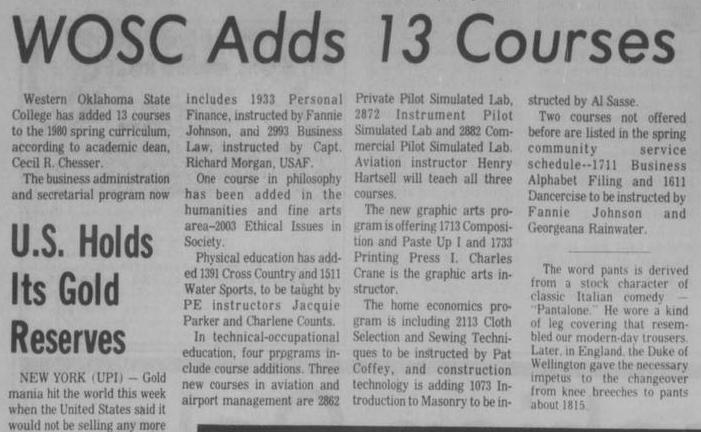 WOSC Adds 13 Courses
Western Oklahoma State
College has added 13 courses
to the 1980 spring curriculum,
according to academic dean,
Cecil R. Chesser.
The business administration
and secretarial program now
includes 1933 Personal
Finance, instructed by Fannie
Johnson, and 2993 Business
Law, instructed by Capt.
Richard Morgan, USAF.
One course in philosophy
has been added in the
humanities and fine arts
area--2003 Ethical Issues in
Society.
Physical education has add-
ed 1391 Cross Country and 1511
Water Sports, to be taught by
PE instructors Jacquie
Parker and Charlene Counts.
In technical-occupational
education, four programs in-
clude course additions. Three
new courses in aviation and
airport management are 2862
Private Pilot Simulated Lab,
2872 Instrument Pilot
Simulated Lab and 2882 Com-
mercial Pilot Simulated Lab.
Aviation instructor Henry
Hartsell will teach all three
courses.
The new graphic arts pro-
gram is offering 1713 Composi-
tion and Paste Up I and 1733
Printing Press I. Charles
Crane is the graphic arts in-
structor.
The home economics pro-
gram is including 2113 Cloth
Selection and Sewing Techni-
ques to be instructed by Pat
Coffey, and construction
technology is adding 1073 In-
troduction to Masonry to be in-
structed by Al Sasse.
Two courses not offered
before are listed in the spring
community service
schedule--1711 Business
Alphabet Filing and 1611
Dancercise to be instructed by
Fannie Johnson and
Georgeana Rainwater.
U.S. Holds
Its Gold
Reserves
NEW YORK (UPI) — Gold
mania hit the world this week
when the United States said it
would not be selling any more
The word pants is derived
from a stock character of
classic Italian comedy —
"Pantalone." He wore a kind
of leg covering that resem-
bled our modern-day trousers.
Later, in England, the Duke of
Wellington gave the necessary
impetus to the changeover
from knee breeches to pants
about 1815.